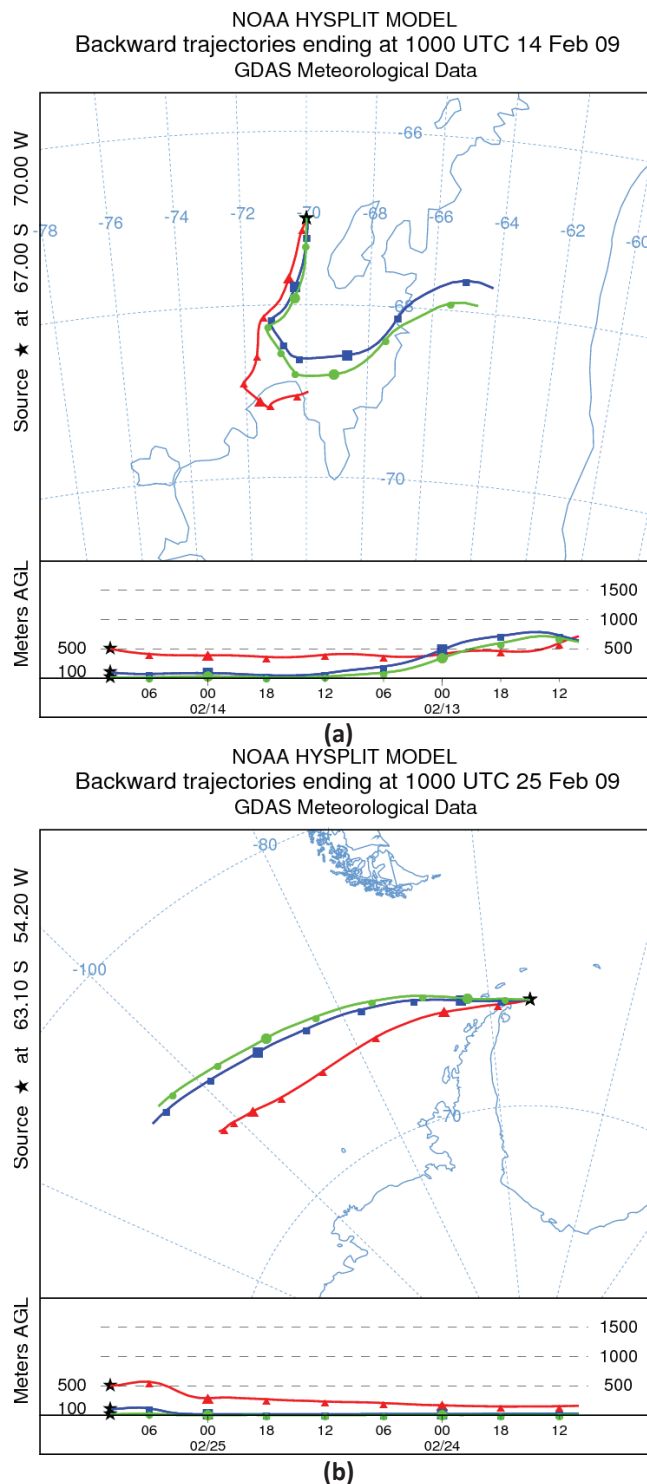 NOAA HYSPLIT MODEL
Backward trajectories ending at 1000 UTC 14 Feb 09
GDAS Meteorological Data
Source ★ at 67.00 S 70.00 W
-66
-78
-76
-74
-72
-70
-68
-66
-64
-62
-60
-68
-70
Meters AGL
1500
1000
500
500
100
06 00 18 12 06 00 18 12
02/14 02/13
(a)
NOAA HYSPLIT MODEL
Backward trajectories ending at 1000 UTC 25 Feb 09
GDAS Meteorological Data
Source ★ at 63.10 S 54.20 W
-80
-100
-70
Meters AGL
1500
1000
500
500
100
06 00 18 12 06 00 18 12
02/25 02/24
(b)